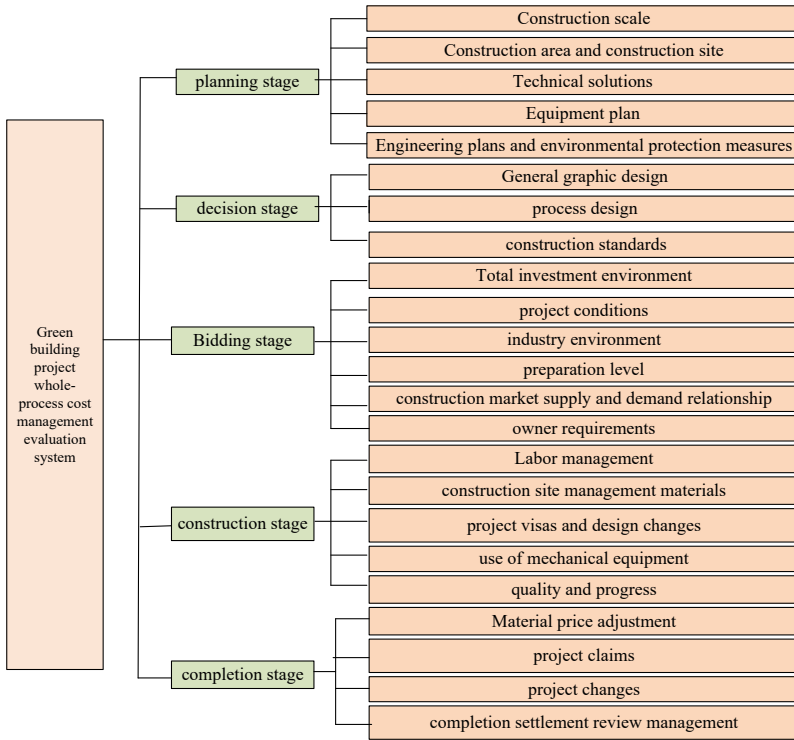 Green
building
project
whole-
process cost
management
evaluation
system
planning stage
Construction scale
Construction area and construction site
Technical solutions
Equipment plan
Engineering plans and environmental protection measures
decision stage
General graphic design
process design
construction standards
Bidding stage
Total investment environment
project conditions
industry environment
preparation level
construction market supply and demand relationship
owner requirements
construction stage
Labor management
construction site management materials
project visas and design changes
use of mechanical equipment
quality and progress
completion stage
Material price adjustment
project claims
project changes
completion settlement review management